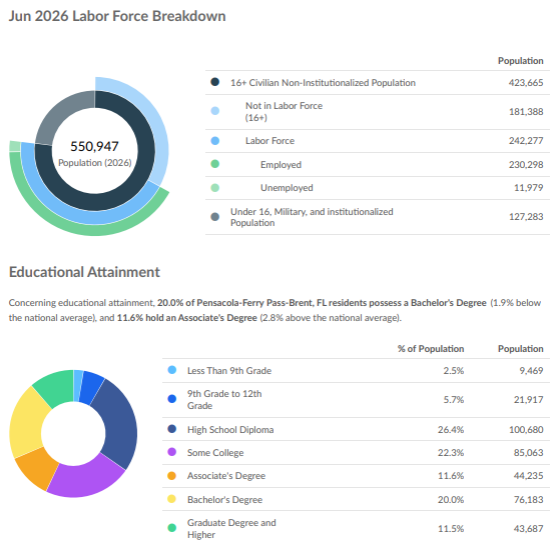 Jun 2026 Labor Force Breakdown
Population
16+ Civilian Non-Institutionalized Population 423,665
Not in Labor Force
(16+) 181,388
Labor Force 242,277
Employed 230,298
Unemployed 11,979
Under 16, Military, and institutionalized
Population 127,283
550,947
Population (2026)
Educational Attainment
Concerning educational attainment, 20.0% of Pensacola-Ferry Pass-Brent, FL residents possess a Bachelor's Degree (1.9% below
the national average), and 11.6% hold an Associate's Degree (2.8% above the national average).
% of Population Population
Less Than 9th Grade 2.5% 9,469
9th Grade to 12th
Grade 5.7% 21,917
High School Diploma 26.4% 100,680
Some College 22.3% 85,063
Associate's Degree 11.6% 44,235
Bachelor's Degree 20.0% 76,183
Graduate Degree and
Higher 11.5% 43,687